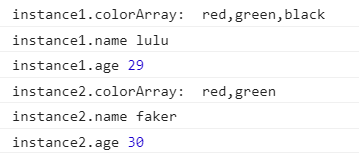 instance1.colorArray:  red,green,black
instance1.name lulu
instance1.age 29
instance2.colorArray:  red,green
instance2.name faker
instance2.age 30